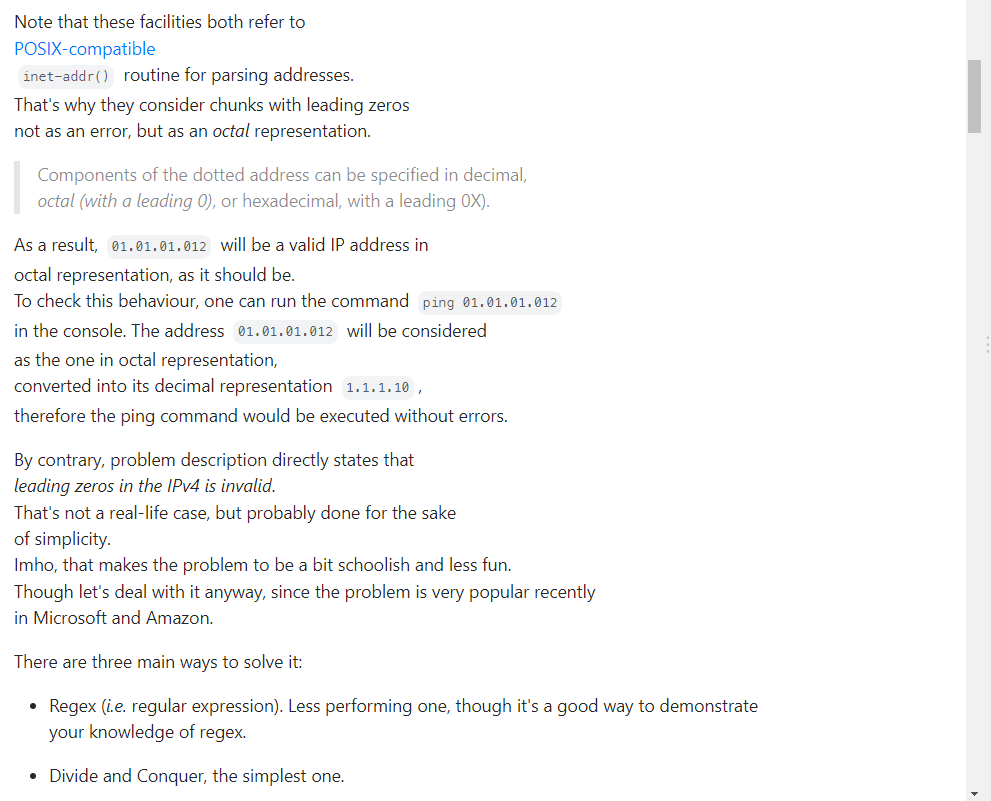 Note that these facilities both refer to
POSIX-compatible
inet-addr() routine for parsing addresses.
That's why they consider chunks with leading zeros
not as an error, but as an octal representation.
Components of the dotted address can be specified in decimal,
octal (with a leading 0), or hexadecimal, with a leading 0X).
As a result, 01.01.01.012 will be a valid IP address in
octal representation, as it should be.
To check this behaviour, one can run the command ping 01.01.01.012
in the console. The address 01.01.01.012 will be considered
as the one in octal representation,
converted into its decimal representation 1.1.1.10 ,
therefore the ping command would be executed without errors.
By contrary, problem description directly states that
leading zeros in the IPv4 is invalid.
That's not a real-life case, but probably done for the sake
of simplicity.
Imho, that makes the problem to be a bit schoolish and less fun.
Though let's deal with it anyway, since the problem is very popular recently
in Microsoft and Amazon.
There are three main ways to solve it:
• Regex (i.e. regular expression). Less performing one, though it's a good way to demonstrate
your knowledge of regex.
• Divide and Conquer, the simplest one.